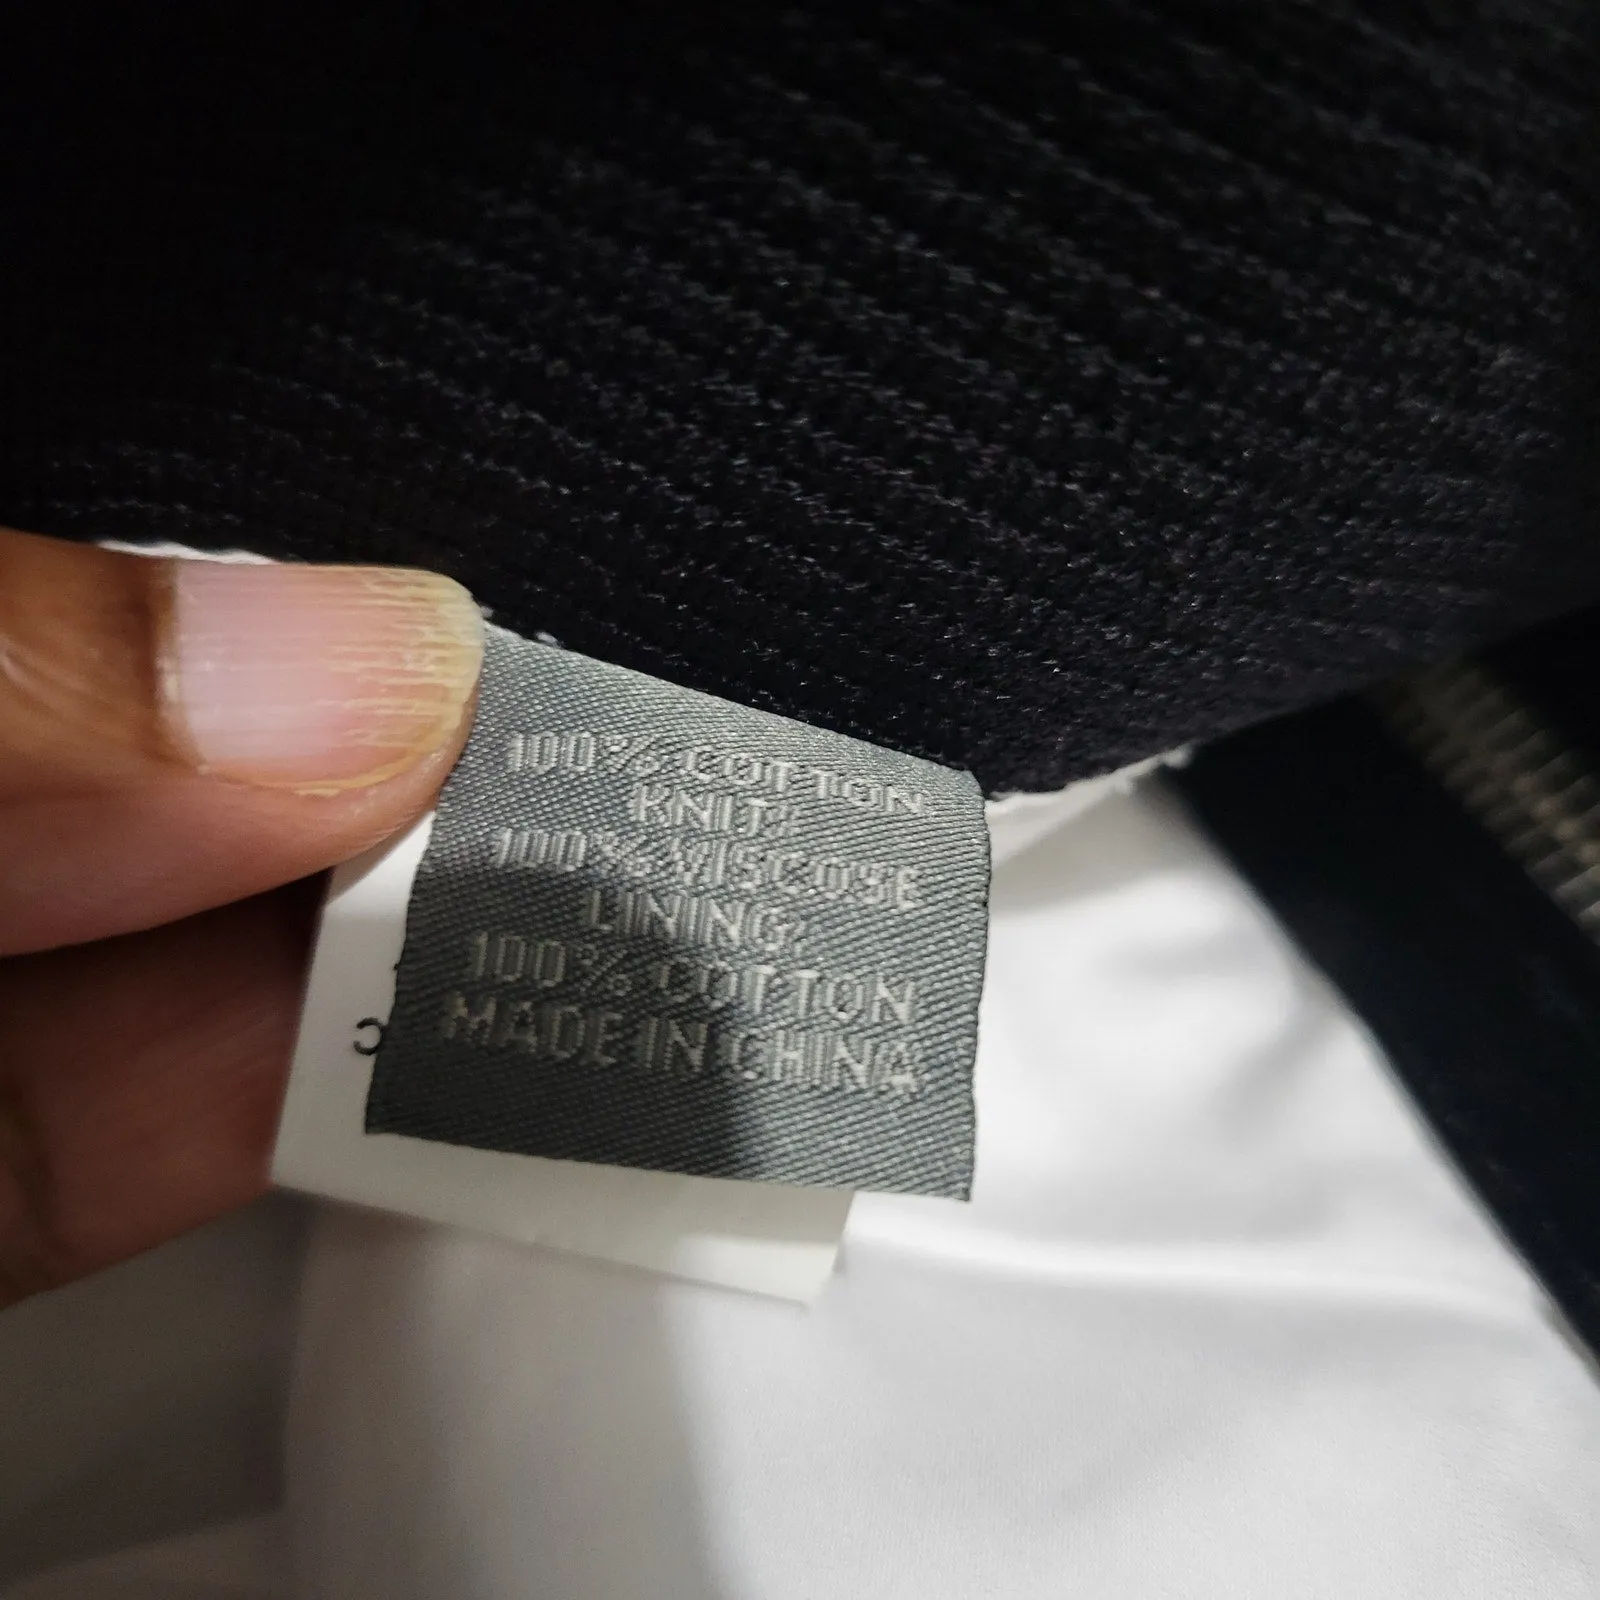 100% COTTON
KNIT:
100% VISCOSE
LINING:
100% COTTON
MADE IN CHINA
C